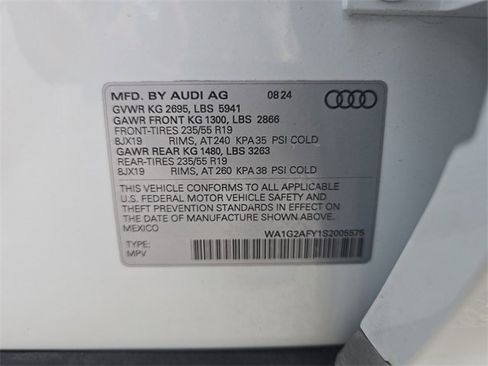 MFD. BY AUDI AG 08 24
GVWR KG 2695, LBS 5941
GAWR FRONT KG 1300, LBS 2866
FRONT-TIRES 235/55 R19
8JX19 RIMS, AT 240 KPA 35 PSI COLD
GAWR REAR KG 1480, LBS 3263
REAR-TIRES 235/55 R19
8JX19 RIMS, AT 260 KPA 38 PSI COLD
THIS VEHICLE CONFORMS TO ALL APPLICABLE
U.S. FEDERAL MOTOR VEHICLE SAFETY AND
THEFT PREVENTION STANDARDS IN EFFECT ON
THE DATE OF MANUFACTURE SHOWN ABOVE.
MEXICO WA1G2AFY1S2005575
TYPE:
MPV